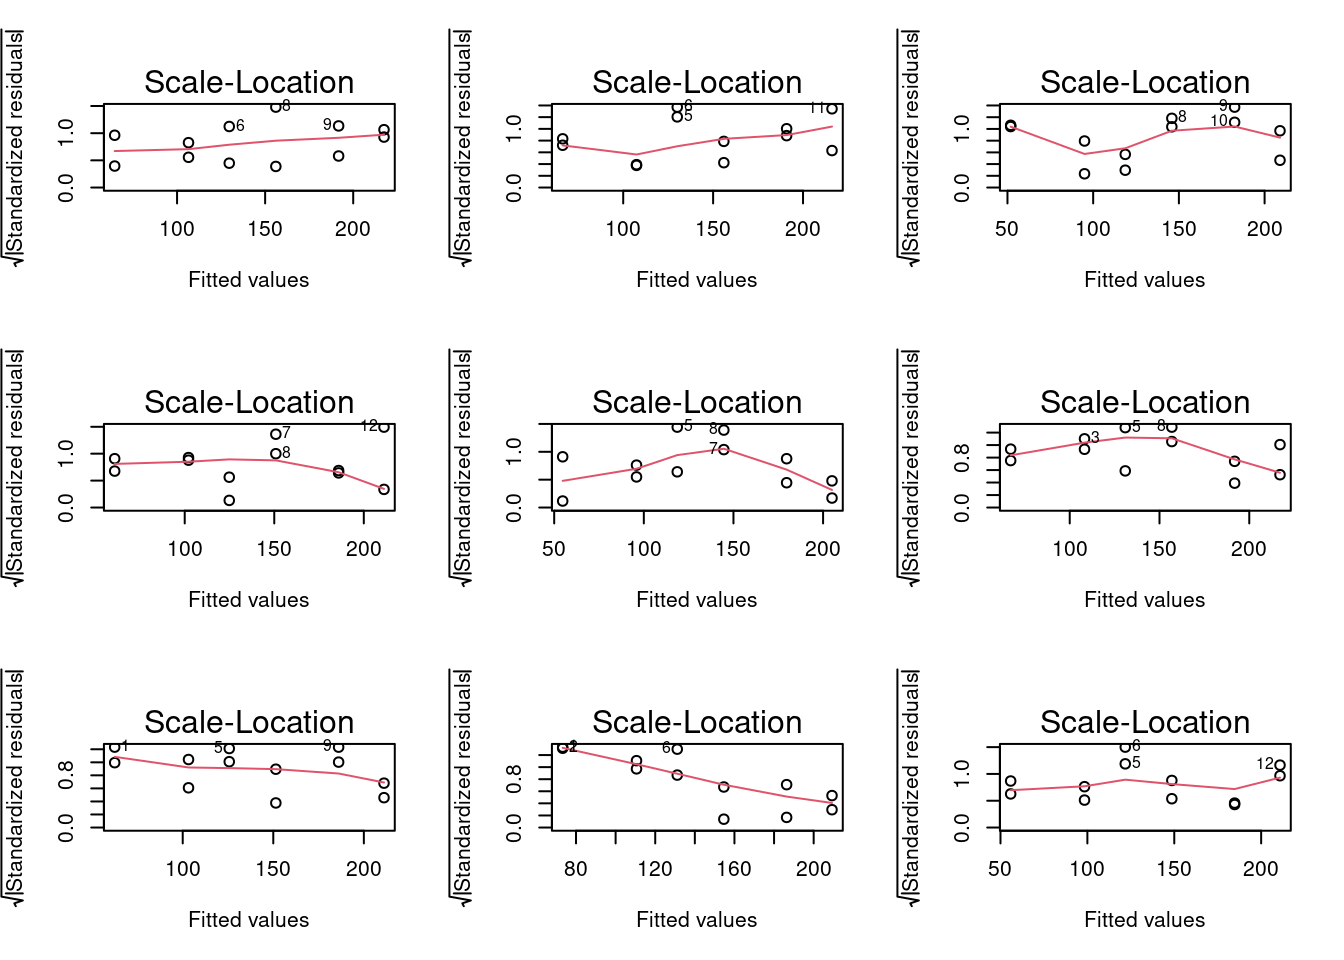 Scale-Location
√|Standardized residuals|
0.0 1.0
8
6
9
100 150 200
Fitted values
Scale-Location
√|Standardized residuals|
0.0 1.0
6
5
11
100 150 200
Fitted values
Scale-Location
√|Standardized residuals|
0.0 1.0
9
8
10
50 100 150 200
Fitted values
Scale-Location
√|Standardized residuals|
0.0 1.0
12
7
8
100 150 200
Fitted values
Scale-Location
√|Standardized residuals|
0.0 1.0
5
8
7
50 100 150 200
Fitted values
Scale-Location
√|Standardized residuals|
0.0 0.8
5
8
3
100 150 200
Fitted values
Scale-Location
√|Standardized residuals|
0.0 0.8
1
5
9
100 150 200
Fitted values
Scale-Location
√|Standardized residuals|
0.0 0.8
6
80 120 160 200
Fitted values
Scale-Location
√|Standardized residuals|
0.0 1.0
6
5
12
50 100 150 200
Fitted values